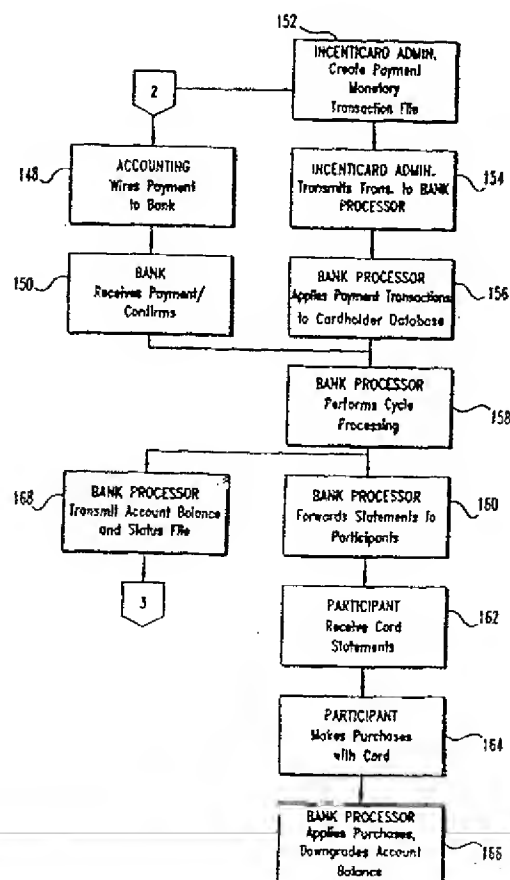 152
INCENTICARD ADMIN.
Create Payment
Monetary
Transaction File
2
148
ACCOUNTING
Wires Payment
to Bank
INCENTICARD ADMIN.
Transmits Trans. to BANK
PROCESSOR
154
150
BANK
Receives Payment/
Confirms
BANK PROCESSOR
Applies Payment Transactions
to Cardholder Database
156
BANK PROCESSOR
Performs Cycle
Processing
158
168
BANK PROCESSOR
Transmit Account Balance
and Status File
3
BANK PROCESSOR
Forwards Statements to
Participants
160
PARTICIPANT
Receive Card
Statements
162
PARTICIPANT
Makes Purchases
with Card
164
BANK PROCESSOR
Applies Purchases,
Downgrades Account
Balance
166